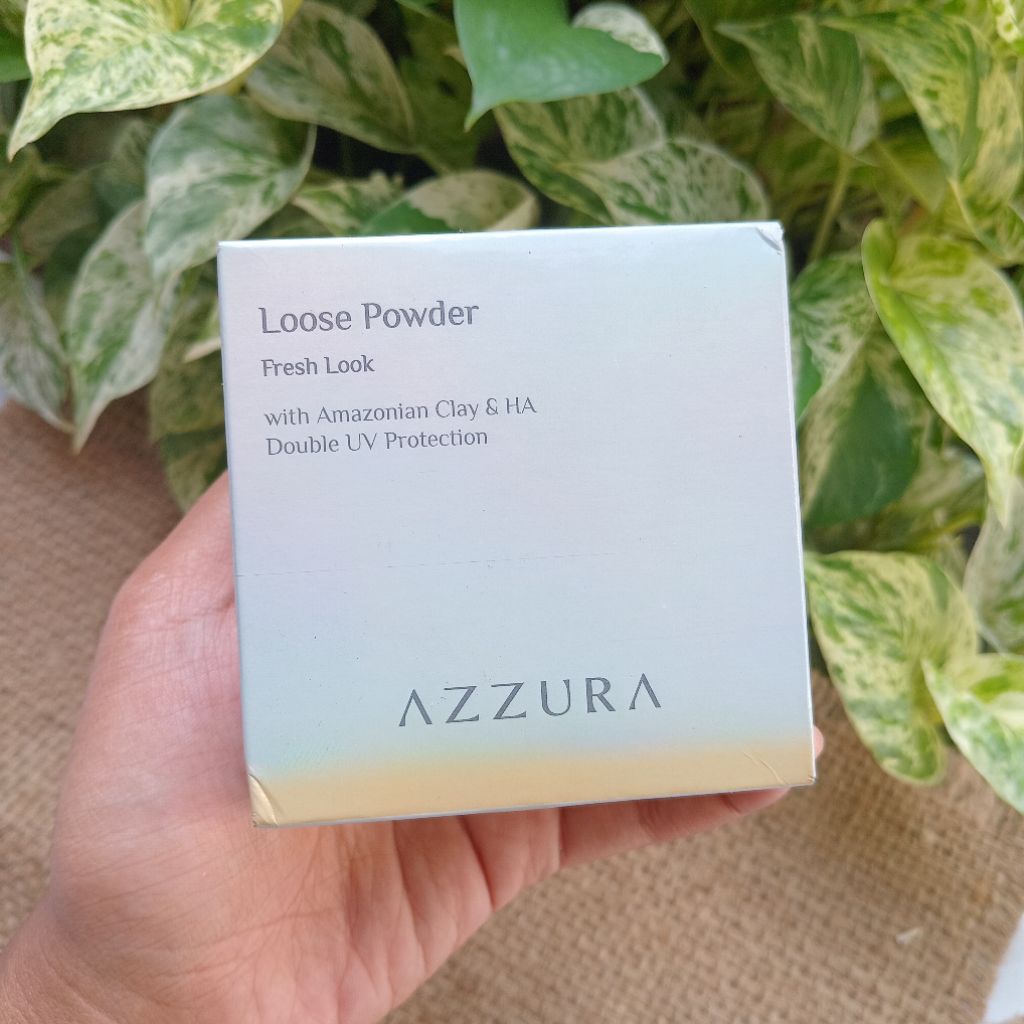 Loose Powder
Fresh Look
with Amazonian Clay & HA
Double UV Protection
AZZURA